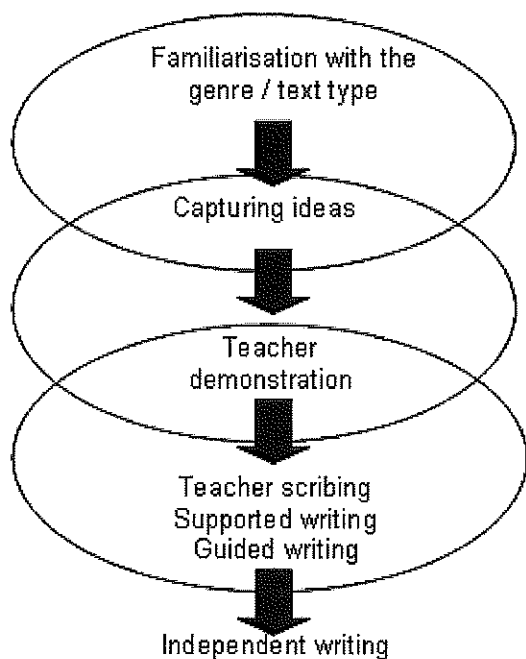 Familiarisation with the
genre / text type
Capturing ideas
Teacher
demonstration
Teacher scribing
Supported writing
Guided writing
Independent writing